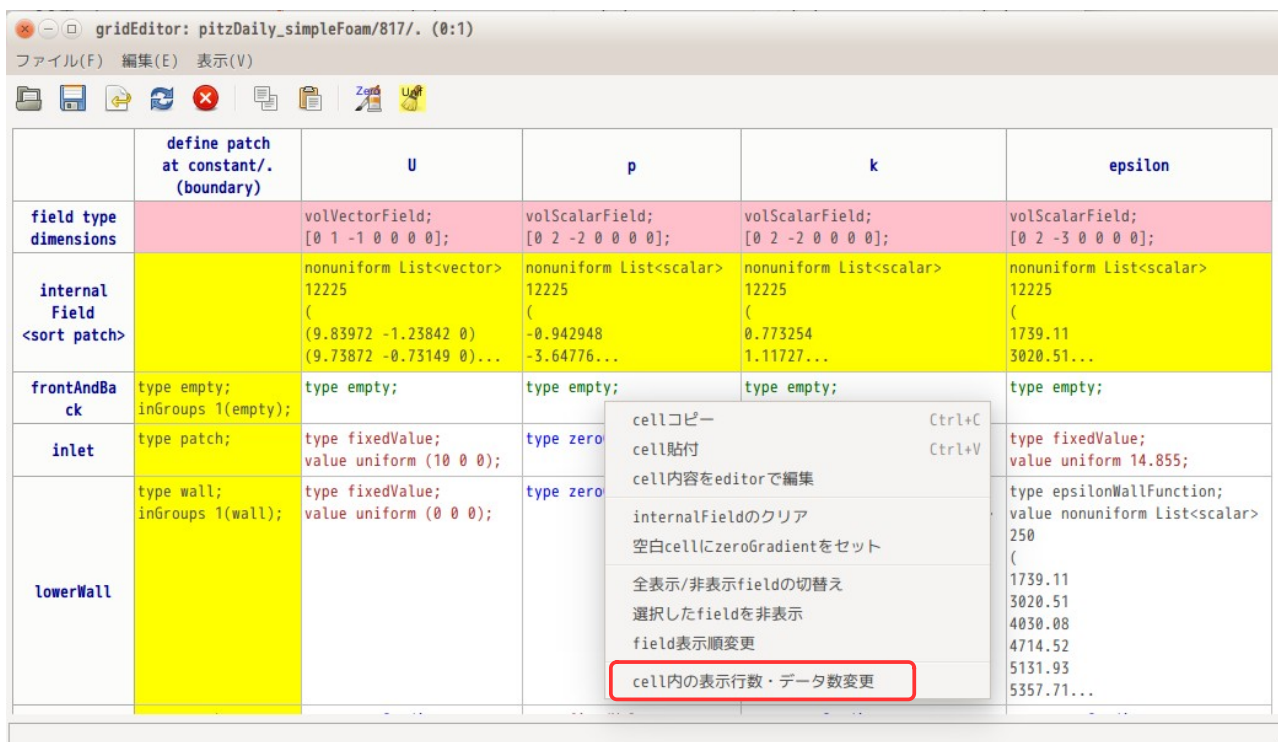 gridEditor: pitzDaily_simpleFoam/817/. (0:1)
ファイル(F) 編集(E) 表示(V)
Zero Unif
define patch
at constant/.
(boundary)
U
p
k
epsilon
field type
dimensions
volVectorField;
[0 1 -1 0 0 0 0];
volScalarField;
[0 2 -2 0 0 0 0];
volScalarField;
[0 2 -2 0 0 0 0];
volScalarField;
[0 2 -3 0 0 0 0];
internal
Field
<sort patch>
nonuniform List<vector>
12225
(
(9.83972 -1.23842 0)
(9.73872 -0.73149 0)...
nonuniform List<scalar>
12225
(
-0.942948
-3.64776...
nonuniform List<scalar>
12225
(
0.773254
1.11727...
nonuniform List<scalar>
12225
(
1739.11
3020.51...
frontAndBa
ck
type empty;
inGroups 1(empty);
type empty;
type empty;
type empty;
type empty;
inlet
type patch;
type fixedValue;
value uniform (10 0 0);
type zero
type fixedValue;
value uniform 14.855;
lowerWall
type wall;
inGroups 1(wall);
type fixedValue;
value uniform (0 0 0);
type zero
type epsilonWallFunction;
value nonuniform List<scalar>
250
(
1739.11
3020.51
4030.08
4714.52
5131.93
5357.71...
cellコピー Ctrl+C
cell貼付 Ctrl+V
cell内容をeditorで編集
internalFieldのクリア
空白cellにzeroGradientをセット
全表示/非表示fieldの切替え
選択したfieldを非表示
field表示順変更
cell内の表示行数・データ数変更